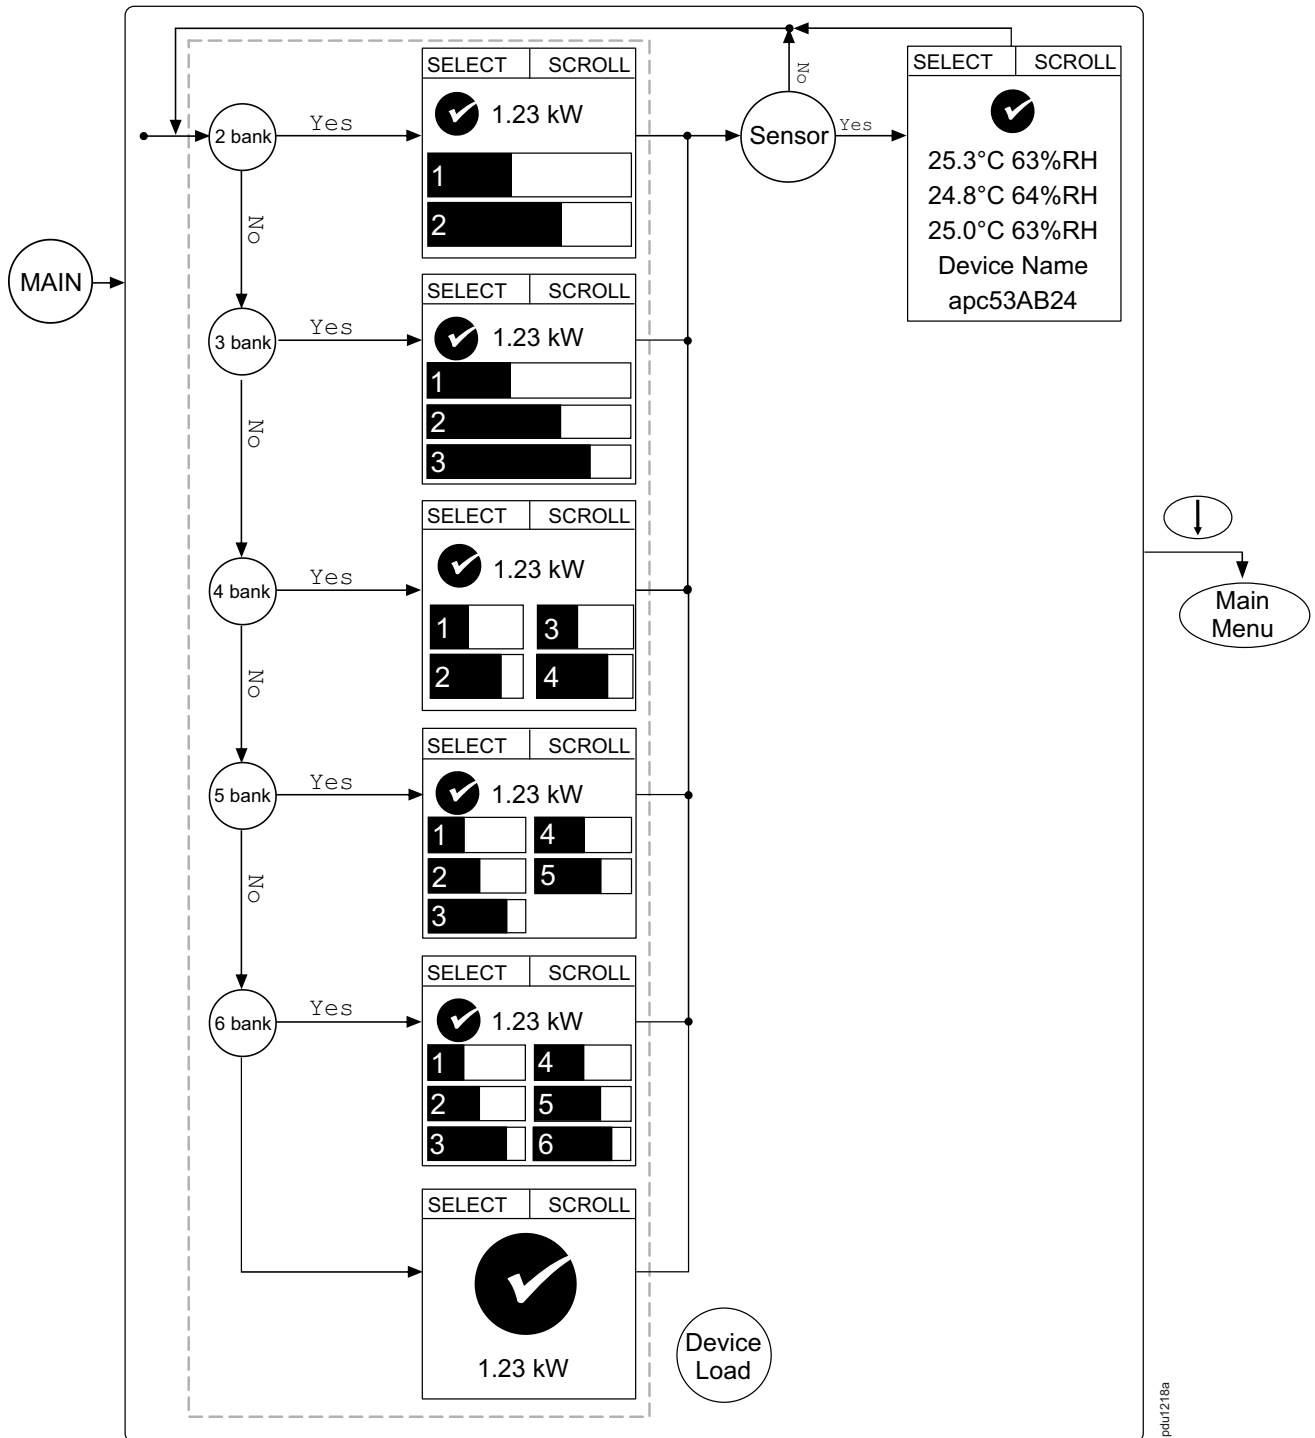 MAIN
2 bank
Yes
No
SELECT SCROLL
1.23 kW
1
2
Sensor
No
Yes
SELECT SCROLL
25.3°C 63%RH
24.8°C 64%RH
25.0°C 63%RH
Device Name
apc53AB24
3 bank
Yes
No
SELECT SCROLL
1.23 kW
1
2
3
4 bank
Yes
No
SELECT SCROLL
1.23 kW
1 3
2 4
Main
Menu
5 bank
Yes
No
SELECT SCROLL
1.23 kW
1 4
2 5
3
6 bank
Yes
SELECT SCROLL
1.23 kW
1 4
2 5
3 6
SELECT SCROLL
1.23 kW
Device
Load
pdu1218a